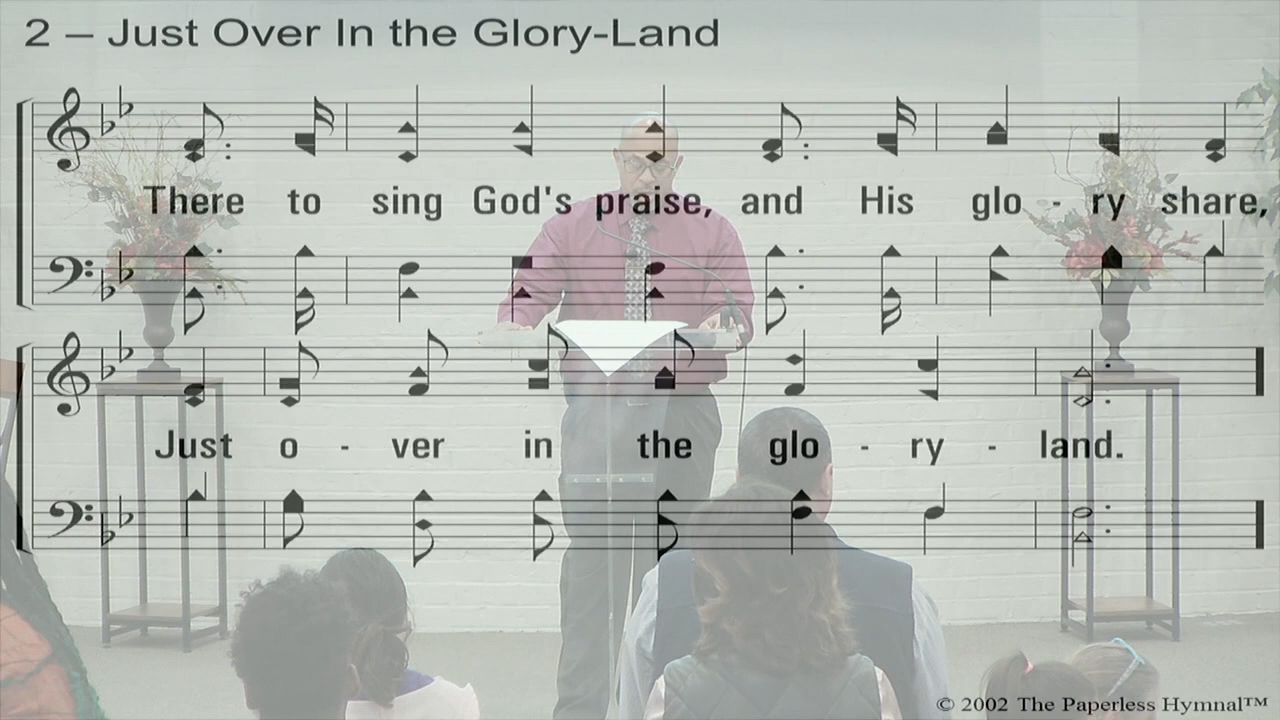 2 – Just Over In the Glory-Land
There to sing God's praise, and His glo - ry share,
Just o - ver in the glo - ry - land.
© 2002 The Paperless Hymnal™